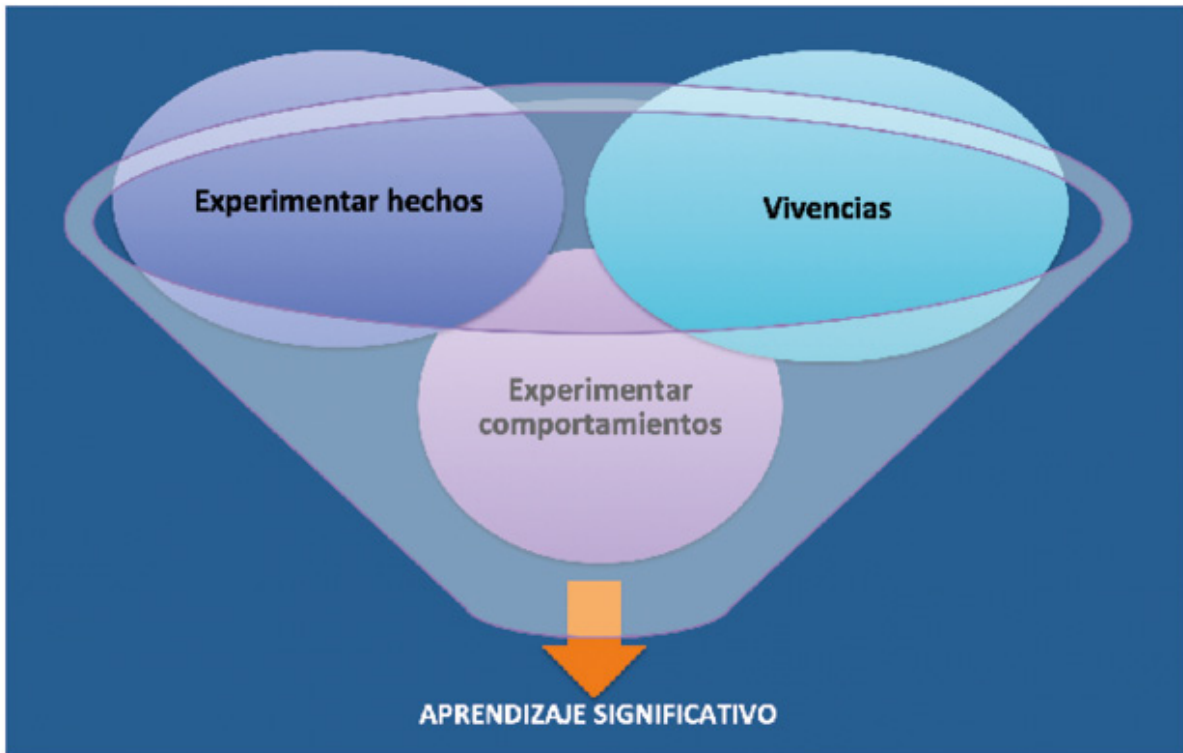 Experimentar hechos
Vivencias
Experimentar
comportamientos
APRENDIZAJE SIGNIFICATIVO